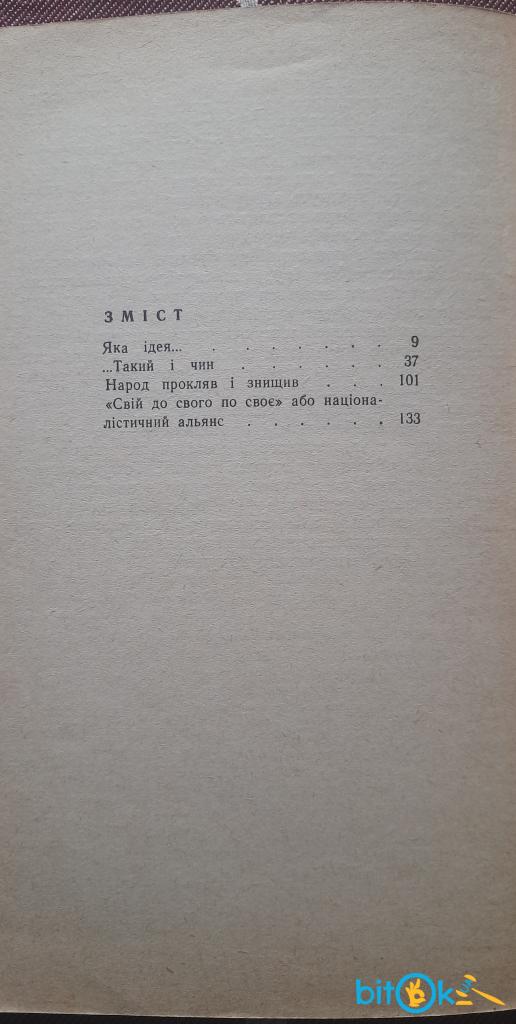 ЗМІСТ
Яка ідея... . . . . . . . 9
...Такий і чин . . . . . . 37
Народ прокляв і знищив . . . 101
«Свій до свого по своє» або націона-
лістичний альянс . . . . . . 133
bitOk